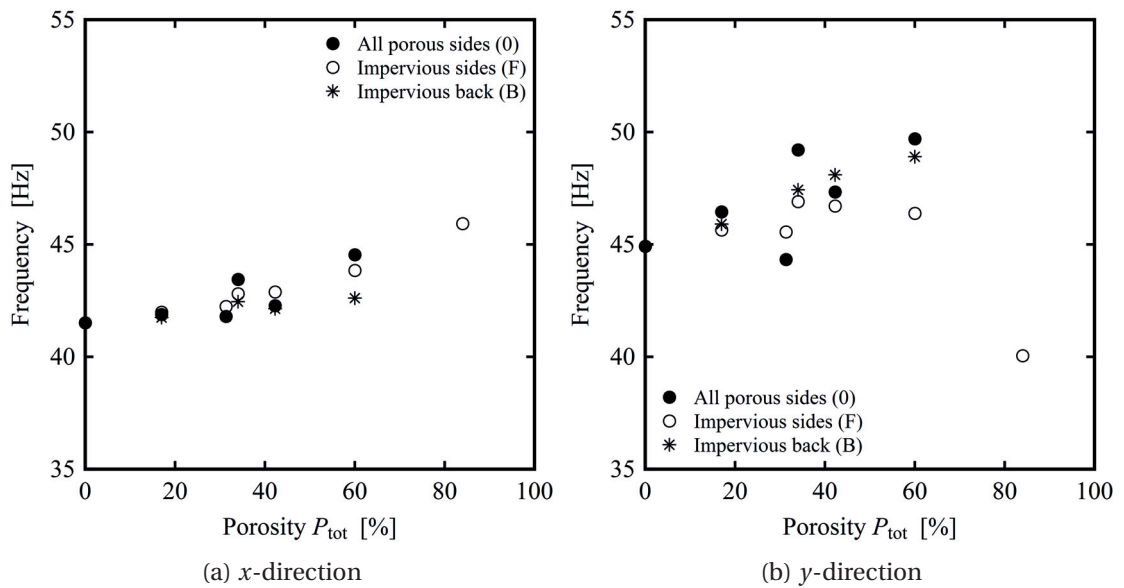 55
50
45
40
35
Frequency [Hz]
All porous sides (0)
Impervious sides (F)
Impervious back (B)
0 20 40 60 80 100
Porosity P_tot [%]
(a) x-direction
55
50
45
40
35
Frequency [Hz]
All porous sides (0)
Impervious sides (F)
Impervious back (B)
0 20 40 60 80 100
Porosity P_tot [%]
(b) y-direction